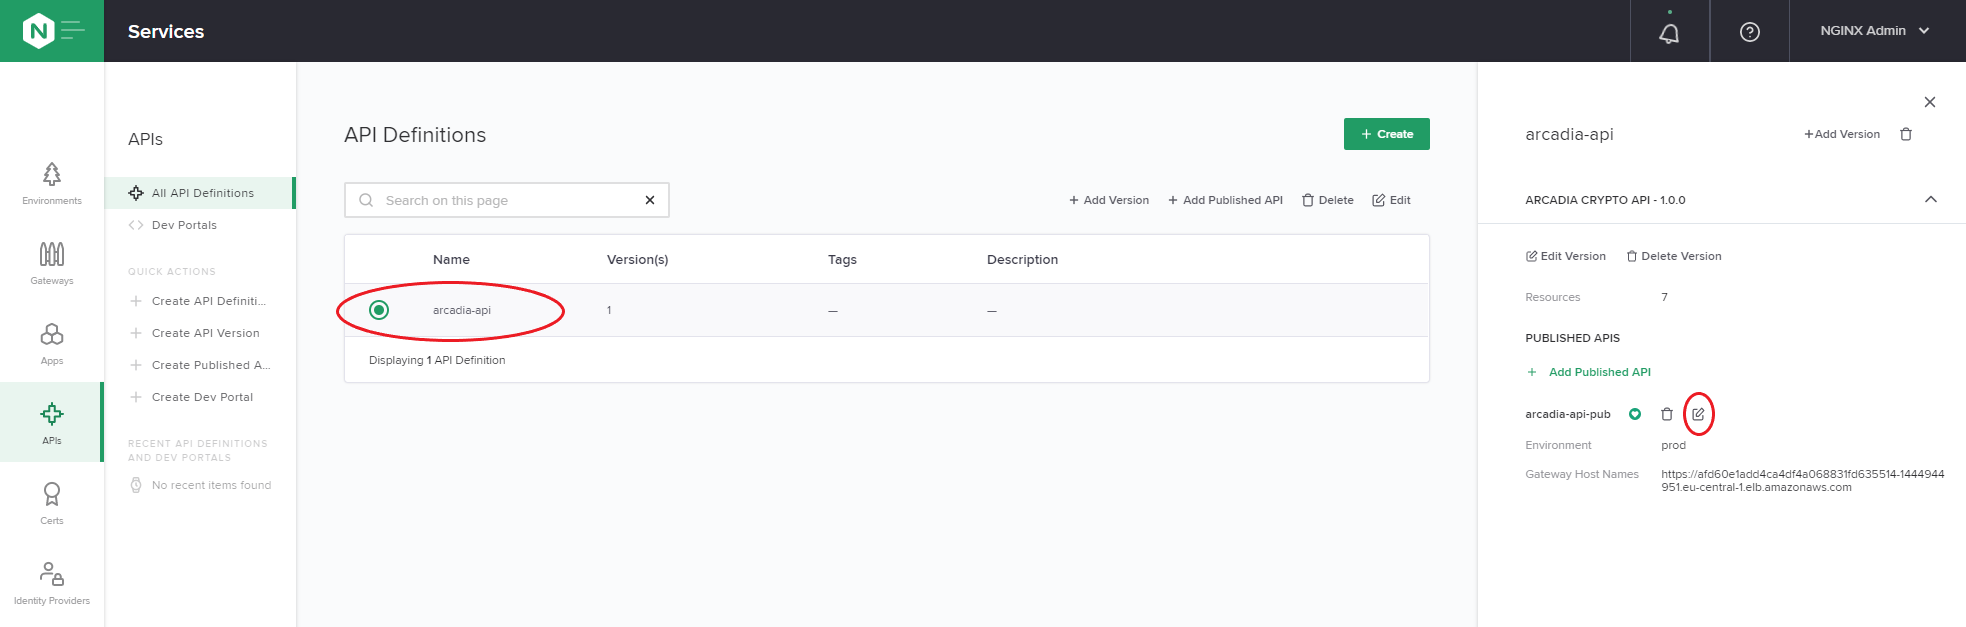 N
Services
NGINX Admin
Environments
Gateways
Apps
APIs
Certs
Identity Providers
APIs
All API Definitions
Dev Portals
QUICK ACTIONS
Create API Definiti...
Create API Version
Create Published A...
Create Dev Portal
RECENT API DEFINITIONS
AND DEV PORTALS
No recent items found
API Definitions
+ Create
Search on this page
+ Add Version
+ Add Published API
Delete
Edit
Name Version(s) Tags Description
arcadia-api 1 — —
Displaying 1 API Definition
arcadia-api
+Add Version
ARCADIA CRYPTO API - 1.0.0
Edit Version
Delete Version
Resources 7
PUBLISHED APIS
+ Add Published API
arcadia-api-pub
Environment prod
Gateway Host Names https://afd60e1add4ca4df4a068831fd635514-1444944
951.eu-central-1.elb.amazonaws.com